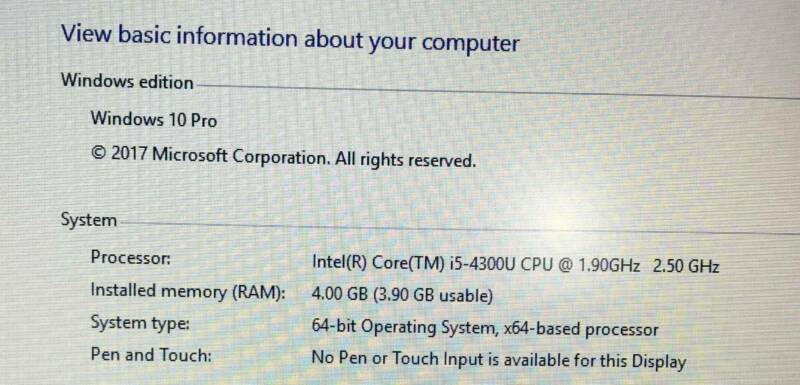 View basic information about your computer
Windows edition
Windows 10 Pro
© 2017 Microsoft Corporation. All rights reserved.
System
Processor: Intel(R) Core(TM) i5-4300U CPU @ 1.90GHz 2.50 GHz
Installed memory (RAM): 4.00 GB (3.90 GB usable)
System type: 64-bit Operating System, x64-based processor
Pen and Touch: No Pen or Touch Input is available for this Display